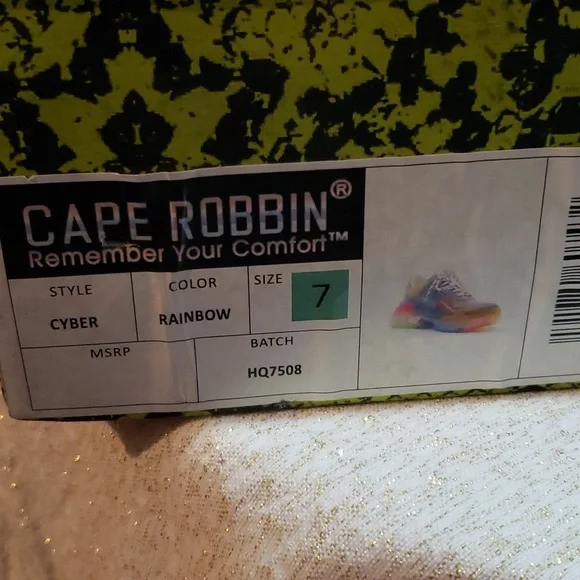 CAPE ROBBIN®
Remember Your Comfort™
STYLE
CYBER
COLOR
RAINBOW
SIZE
7
MSRP
BATCH
HQ7508